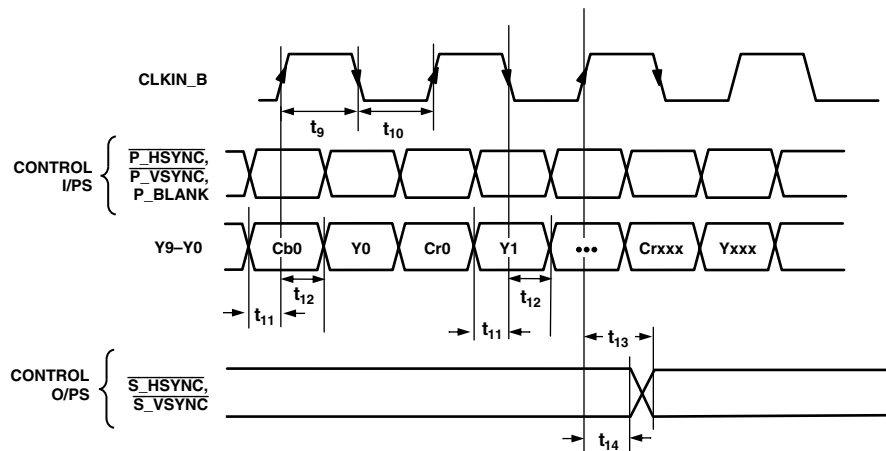 CLKIN_B
t9
t10
CONTROL
I/PS
P_HSYNC,
P_VSYNC,
P_BLANK
Y9–Y0
Cb0
Y0
Cr0
Y1
•••
Crxxx
Yxxx
t12
t12
t11
t11
t13
CONTROL
O/PS
S_HSYNC,
S_VSYNC
t14